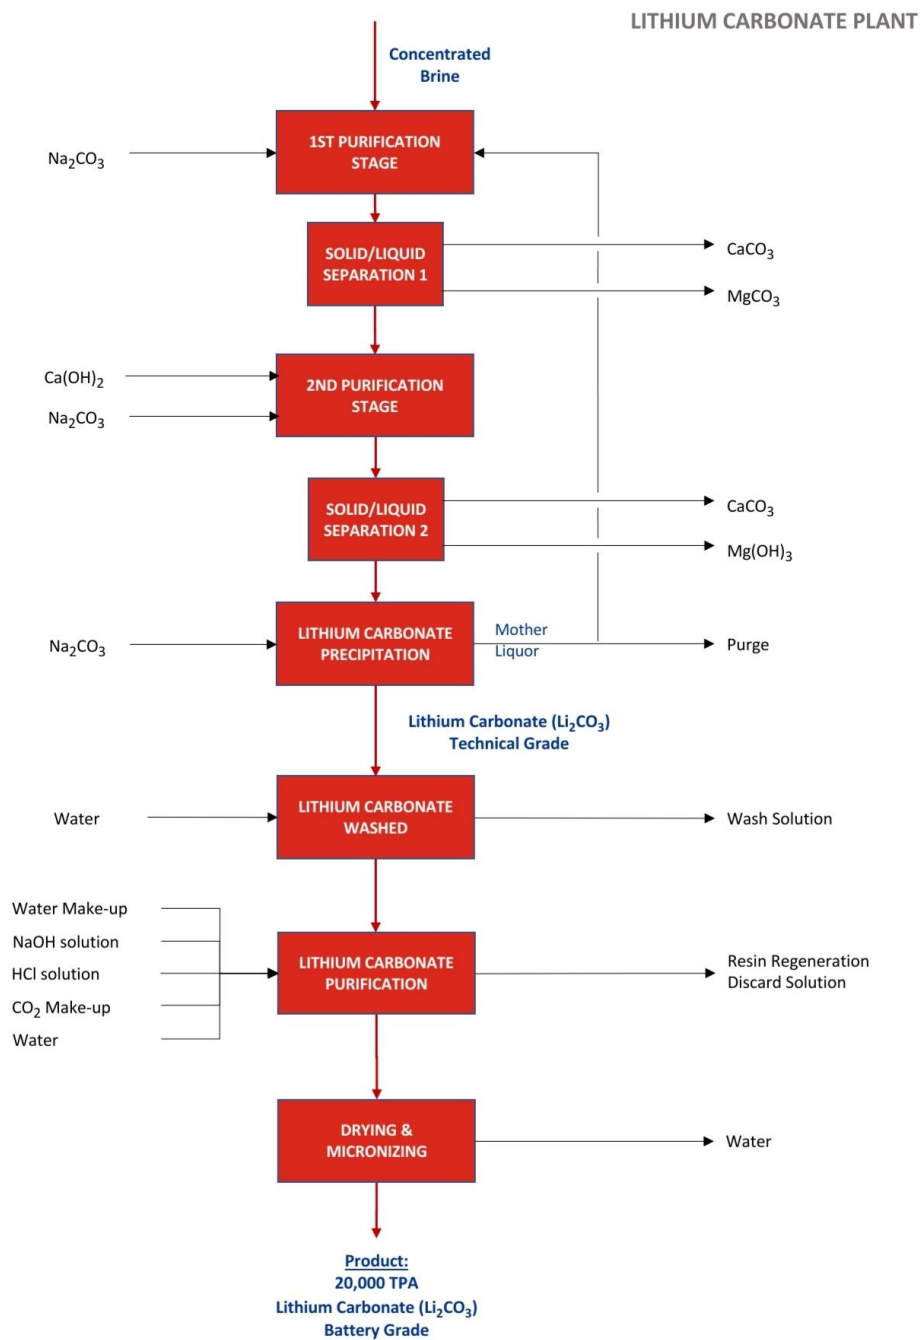 LITHIUM CARBONATE PLANT
Concentrated
Brine
Na₂CO₃
1ST PURIFICATION
STAGE
SOLID/LIQUID
SEPARATION 1
CaCO₃
MgCO₃
Ca(OH)₂
Na₂CO₃
2ND PURIFICATION
STAGE
SOLID/LIQUID
SEPARATION 2
CaCO₃
Mg(OH)₃
Na₂CO₃
LITHIUM CARBONATE
PRECIPITATION
Mother
Liquor
Purge
Lithium Carbonate (Li₂CO₃)
Technical Grade
Water
LITHIUM CARBONATE
WASHED
Wash Solution
Water Make-up
NaOH solution
HCl solution
CO₂ Make-up
Water
LITHIUM CARBONATE
PURIFICATION
Resin Regeneration
Discard Solution
DRYING &
MICRONIZING
Water
Product:
20,000 TPA
Lithium Carbonate (Li₂CO₃)
Battery Grade